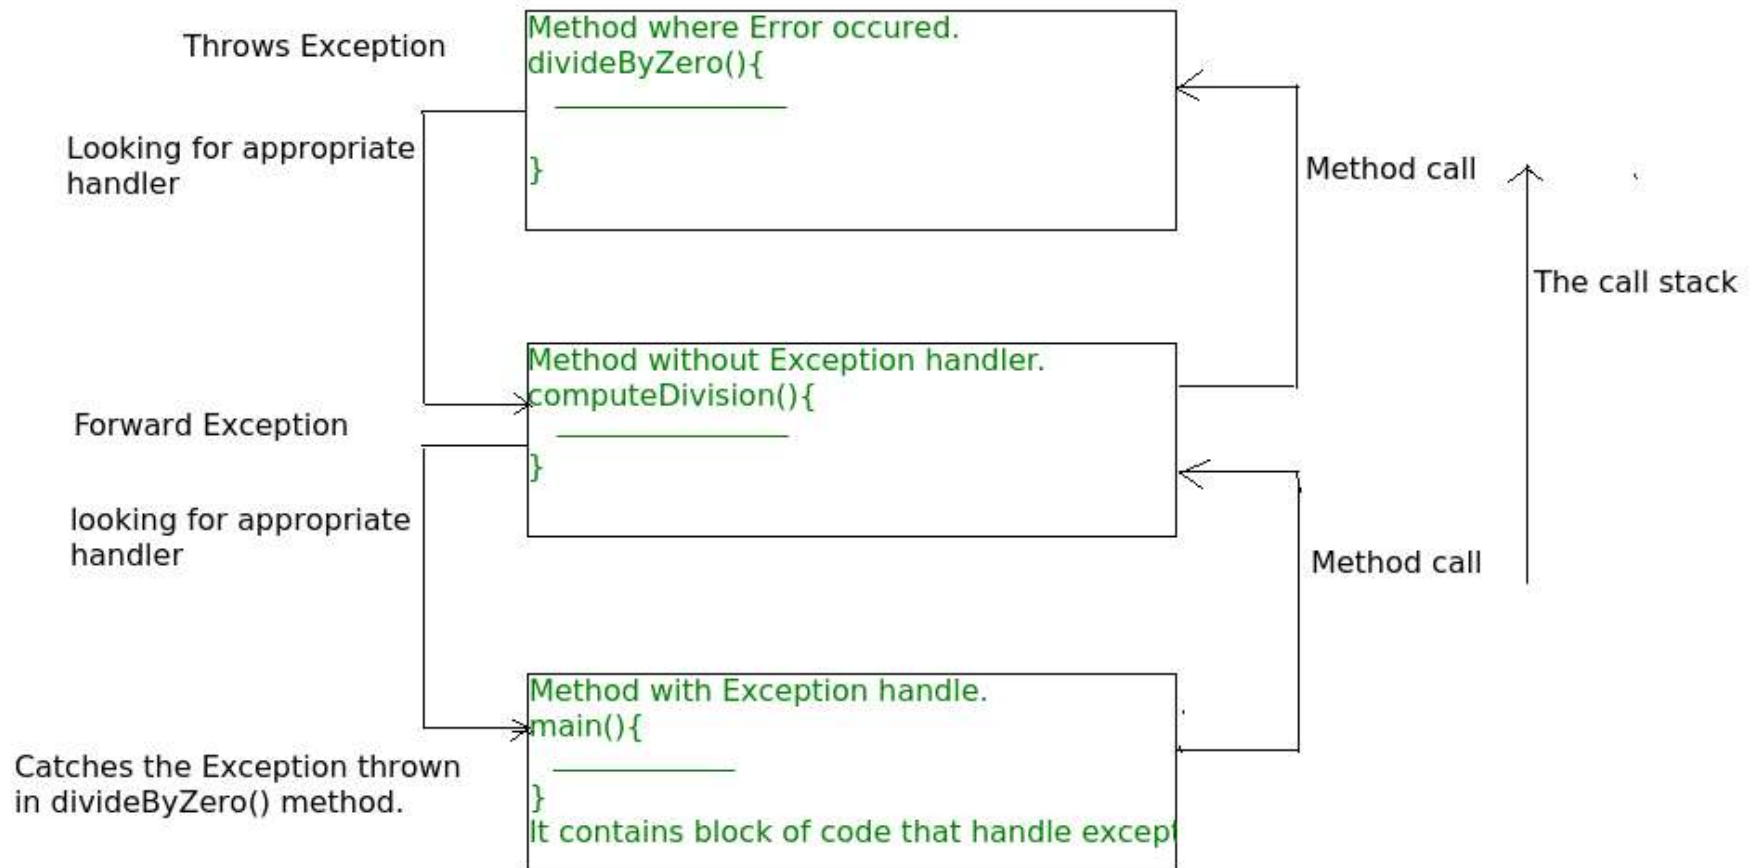 Throws Exception
Method where Error occured.
divideByZero(){
}
Looking for appropriate
handler
Method call
The call stack
Method without Exception handler.
computeDivision(){
}
Forward Exception
looking for appropriate
handler
Method call
Method with Exception handle.
main(){
}
It contains block of code that handle except
Catches the Exception thrown
in divideByZero() method.